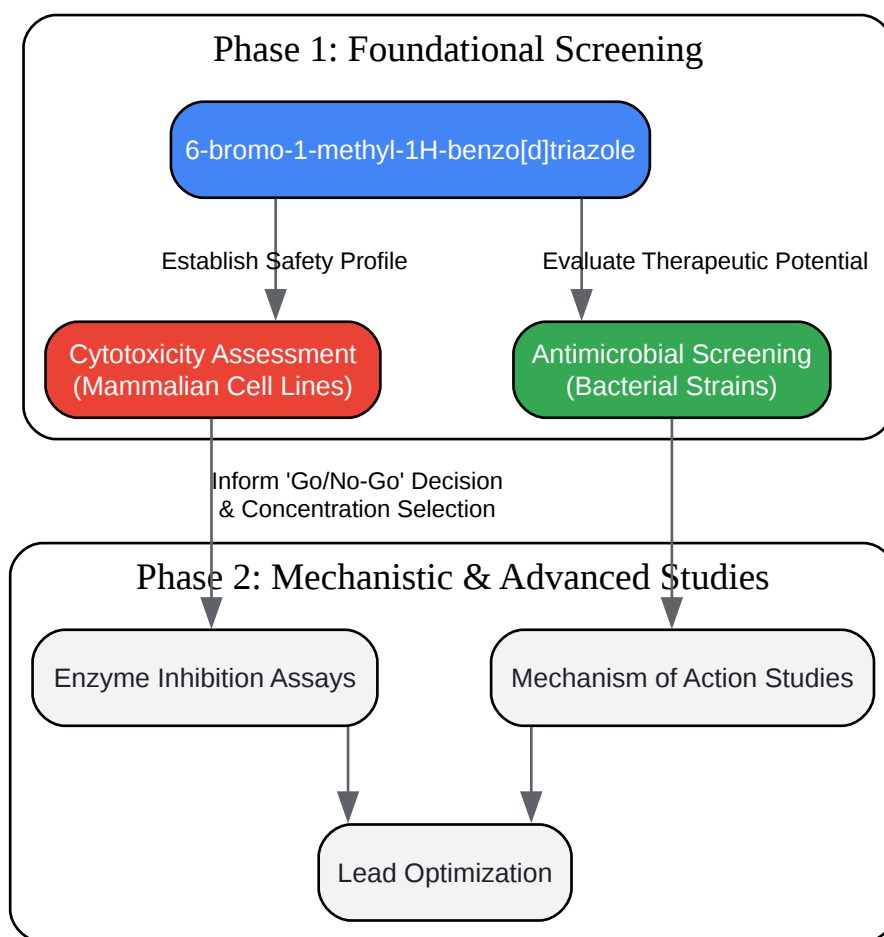 Phase 1: Foundational Screening
6-bromo-1-methyl-1H-benzo[d]triazole
Establish Safety Profile
Evaluate Therapeutic Potential
Cytotoxicity Assessment
(Mammalian Cell Lines)
Antimicrobial Screening
(Bacterial Strains)
Inform 'Go/No-Go' Decision
& Concentration Selection
Phase 2: Mechanistic & Advanced Studies
Enzyme Inhibition Assays
Mechanism of Action Studies
Lead Optimization